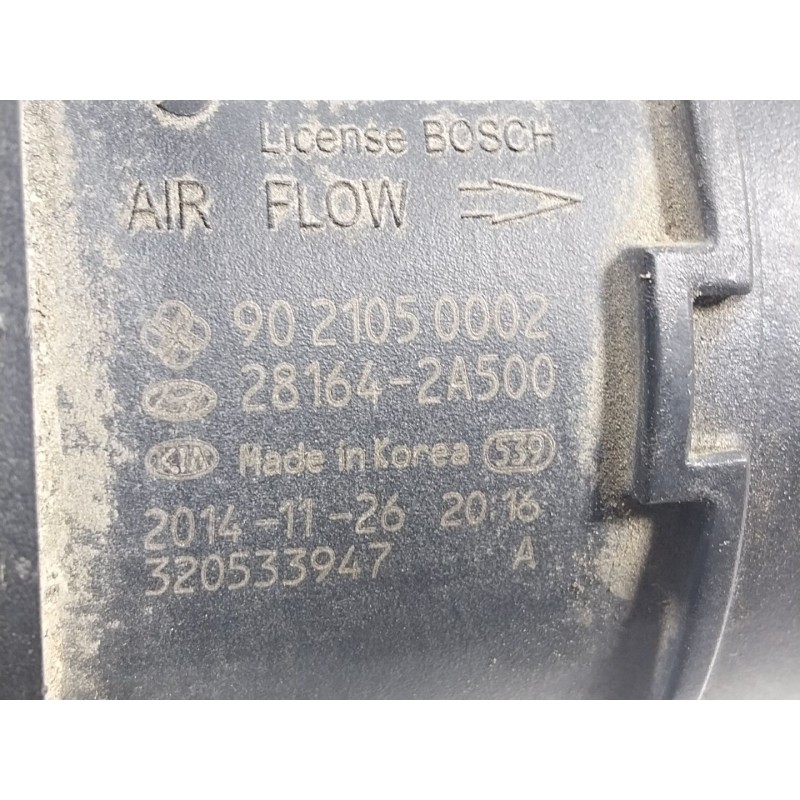 License BOSCH
AIR FLOW
90 2105 0002
28164-2A500
KIA Made in Korea 539
2014-11-26 20:16
320533947 A